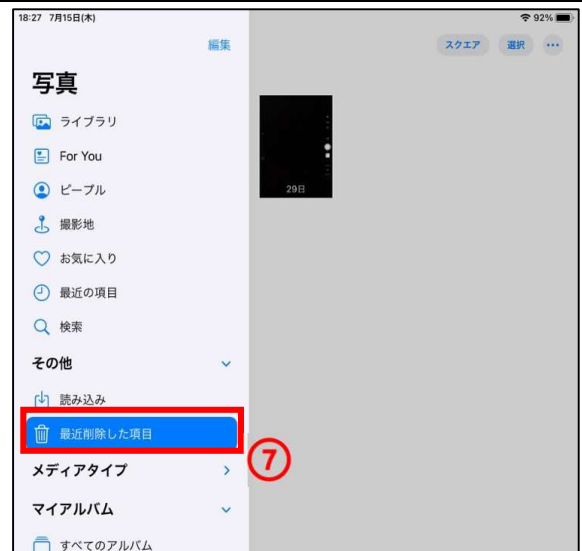 18:27 7月15日(木)
92%
編集
スクエア 選択 ...
写真
ライブラリ
For You
ピープル
撮影地
お気に入り
最近の項目
検索
その他
読み込み
最近削除した項目
メディアタイプ
マイアルバム
すべてのアルバム
29日
⑦